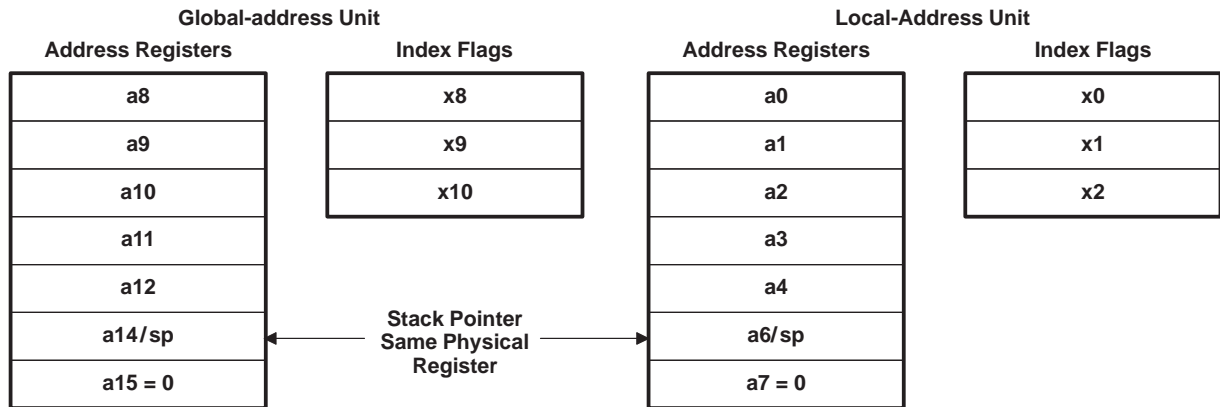 Global-address Unit
Local-Address Unit
Address Registers
Index Flags
Address Registers
Index Flags
a8
x8
a0
x0
a9
x9
a1
x1
a10
x10
a2
x2
a11
a3
a12
a4
a14/sp
Stack Pointer
Same Physical
Register
a6/sp
a15 = 0
a7 = 0